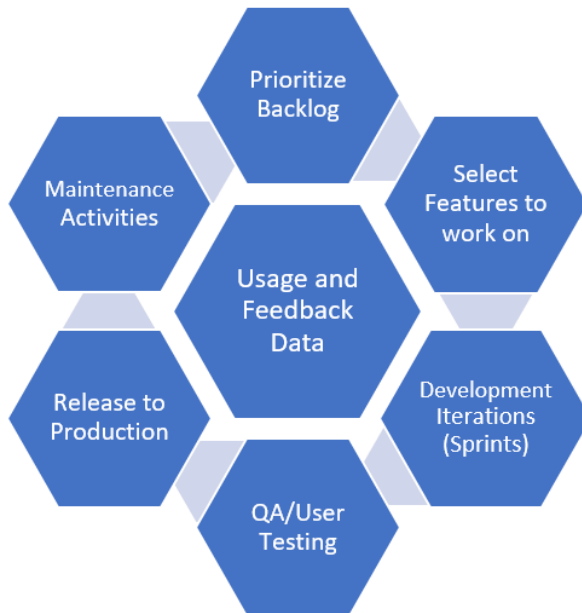 Prioritize
Backlog
Select
Features to
work on
Development
Iterations
(Sprints)
QA/User
Testing
Release to
Production
Maintenance
Activities
Usage and
Feedback
Data